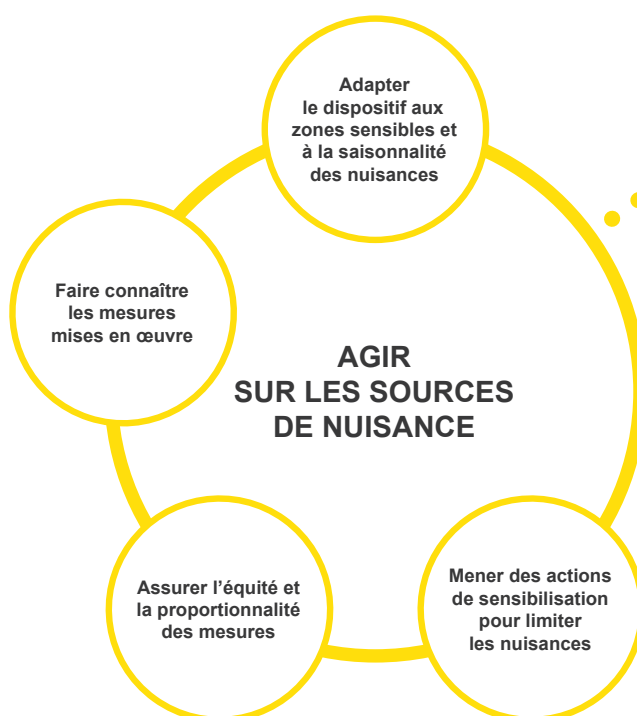 Adapter
le dispositif aux
zones sensibles et
à la saisonnalité
des nuisances
Faire connaître
les mesures
mises en œuvre
AGIR
SUR LES SOURCES
DE NUISANCE
Assurer l’équité et
la proportionnalité
des mesures
Mener des actions
de sensibilisation
pour limiter
les nuisances